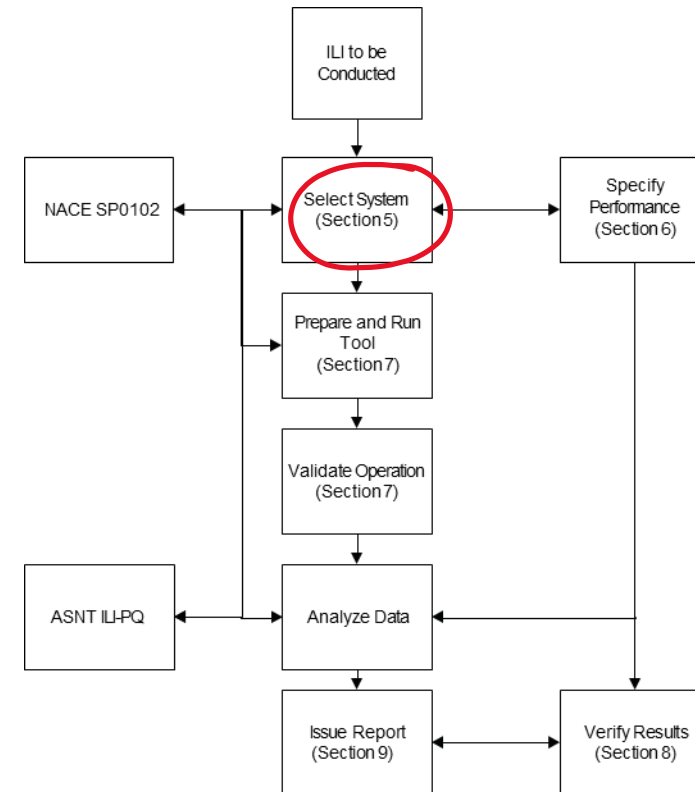 ILI to be
Conducted
NACE SP0102
Select System
(Section 5)
Specify
Performance
(Section 6)
Prepare and Run
Tool
(Section 7)
Validate Operation
(Section 7)
ASNT ILI-PQ
Analyze Data
Issue Report
(Section 9)
Verify Results
(Section 8)